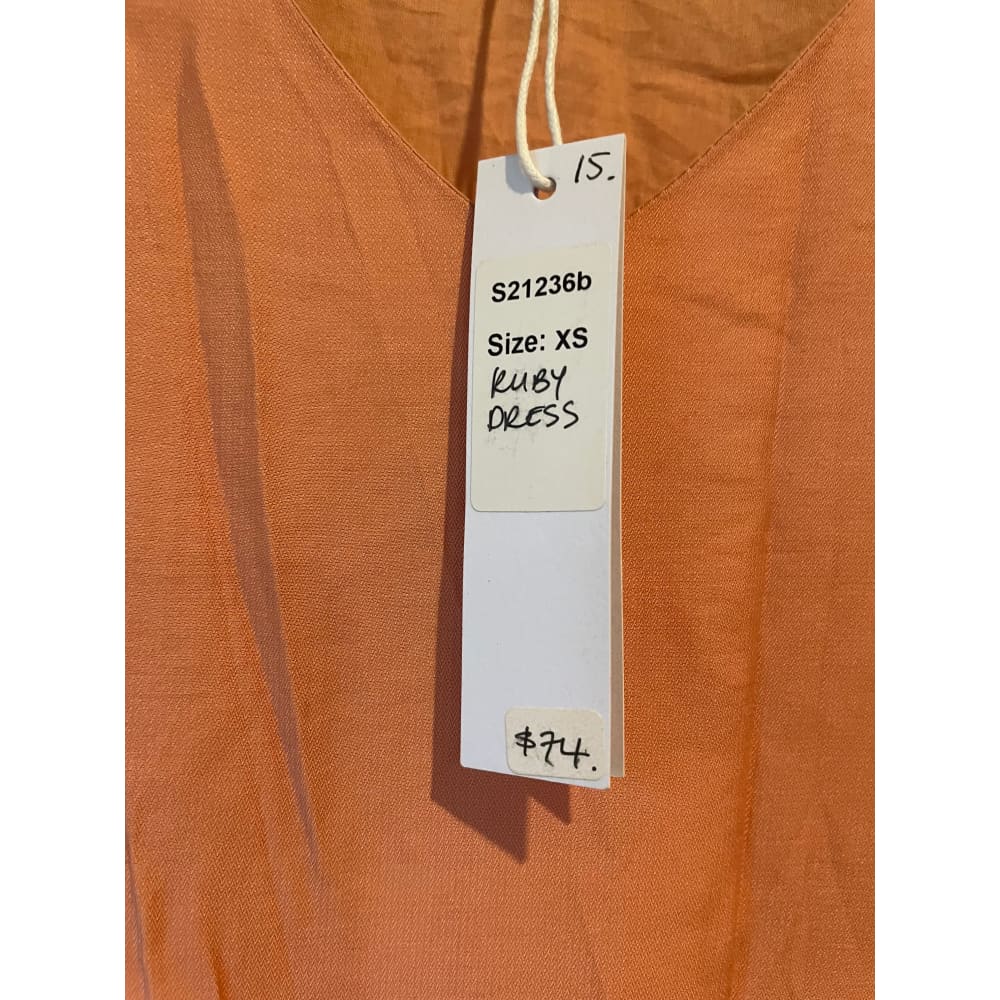 15.
S21236b
Size: XS
RUBY
DRESS
$74.